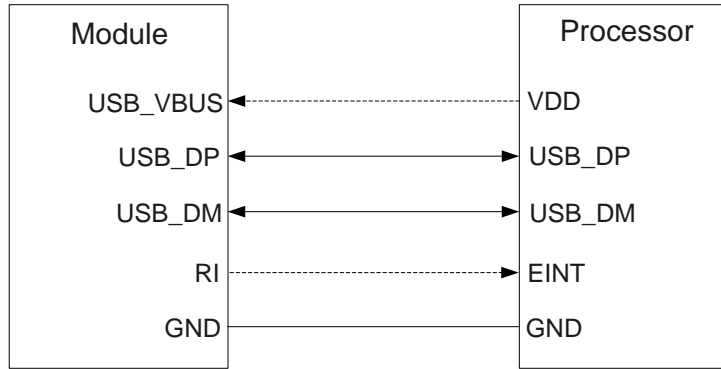 Module
Processor
USB_VBUS
VDD
USB_DP
USB_DP
USB_DM
USB_DM
RI
EINT
GND
GND